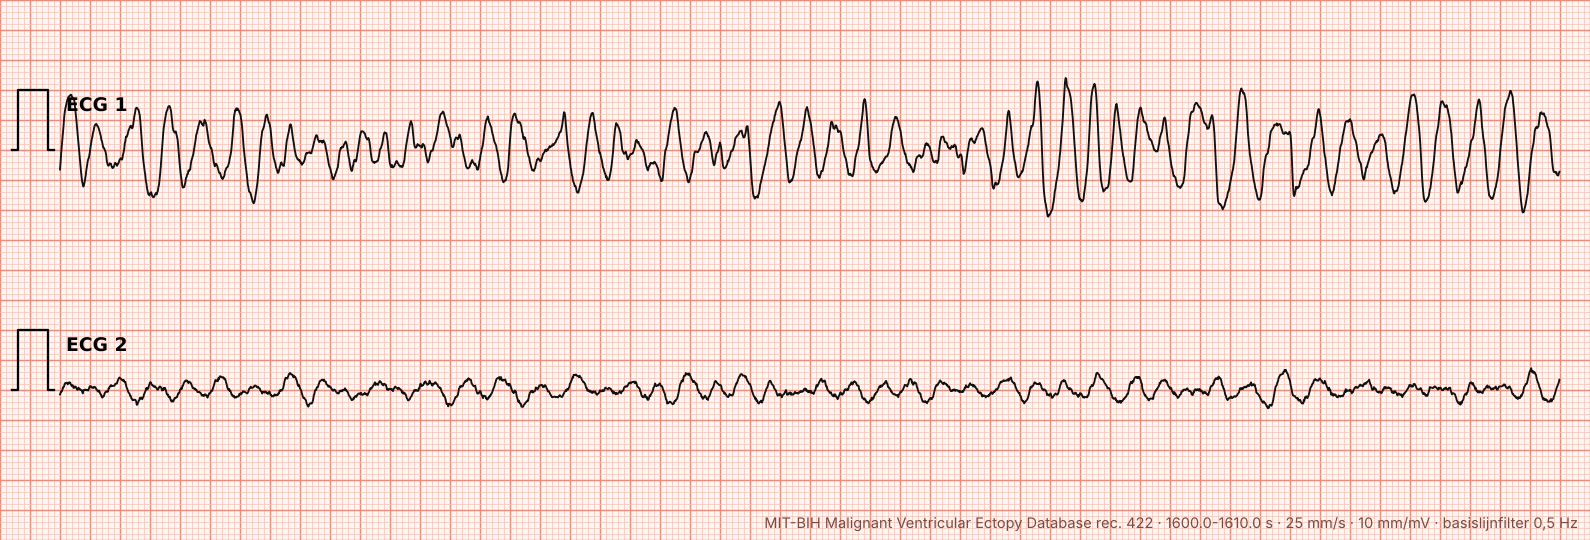 ECG 1
ECG 2
MIT-BIH Malignant Ventricular Ectopy Database rec. 422 · 1600.0-1610.0 s · 25 mm/s · 10 mm/mV · basislijnfilter 0,5 Hz